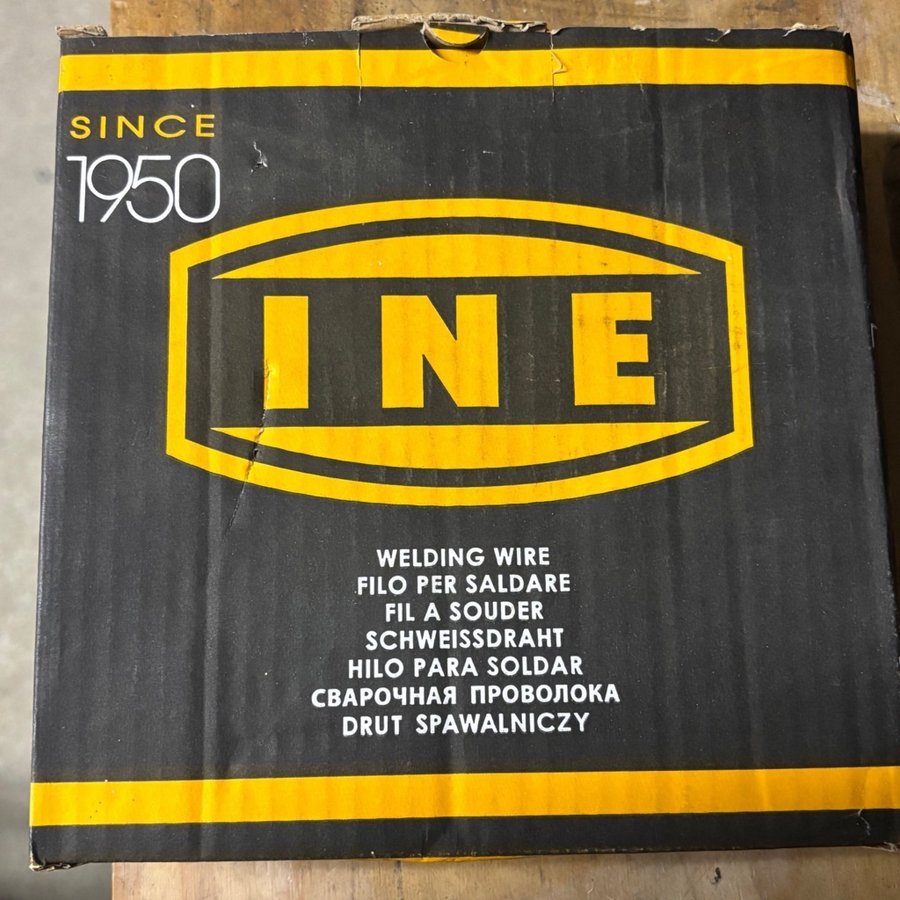 SINCE
1950
INE
WELDING WIRE
FILO PER SALDARE
FIL A SOUDER
SCHWEISSDRAHT
HILO PARA SOLDAR
СВАРОЧНАЯ ПРОВОЛОКА
DRUT SPAWALNICZY